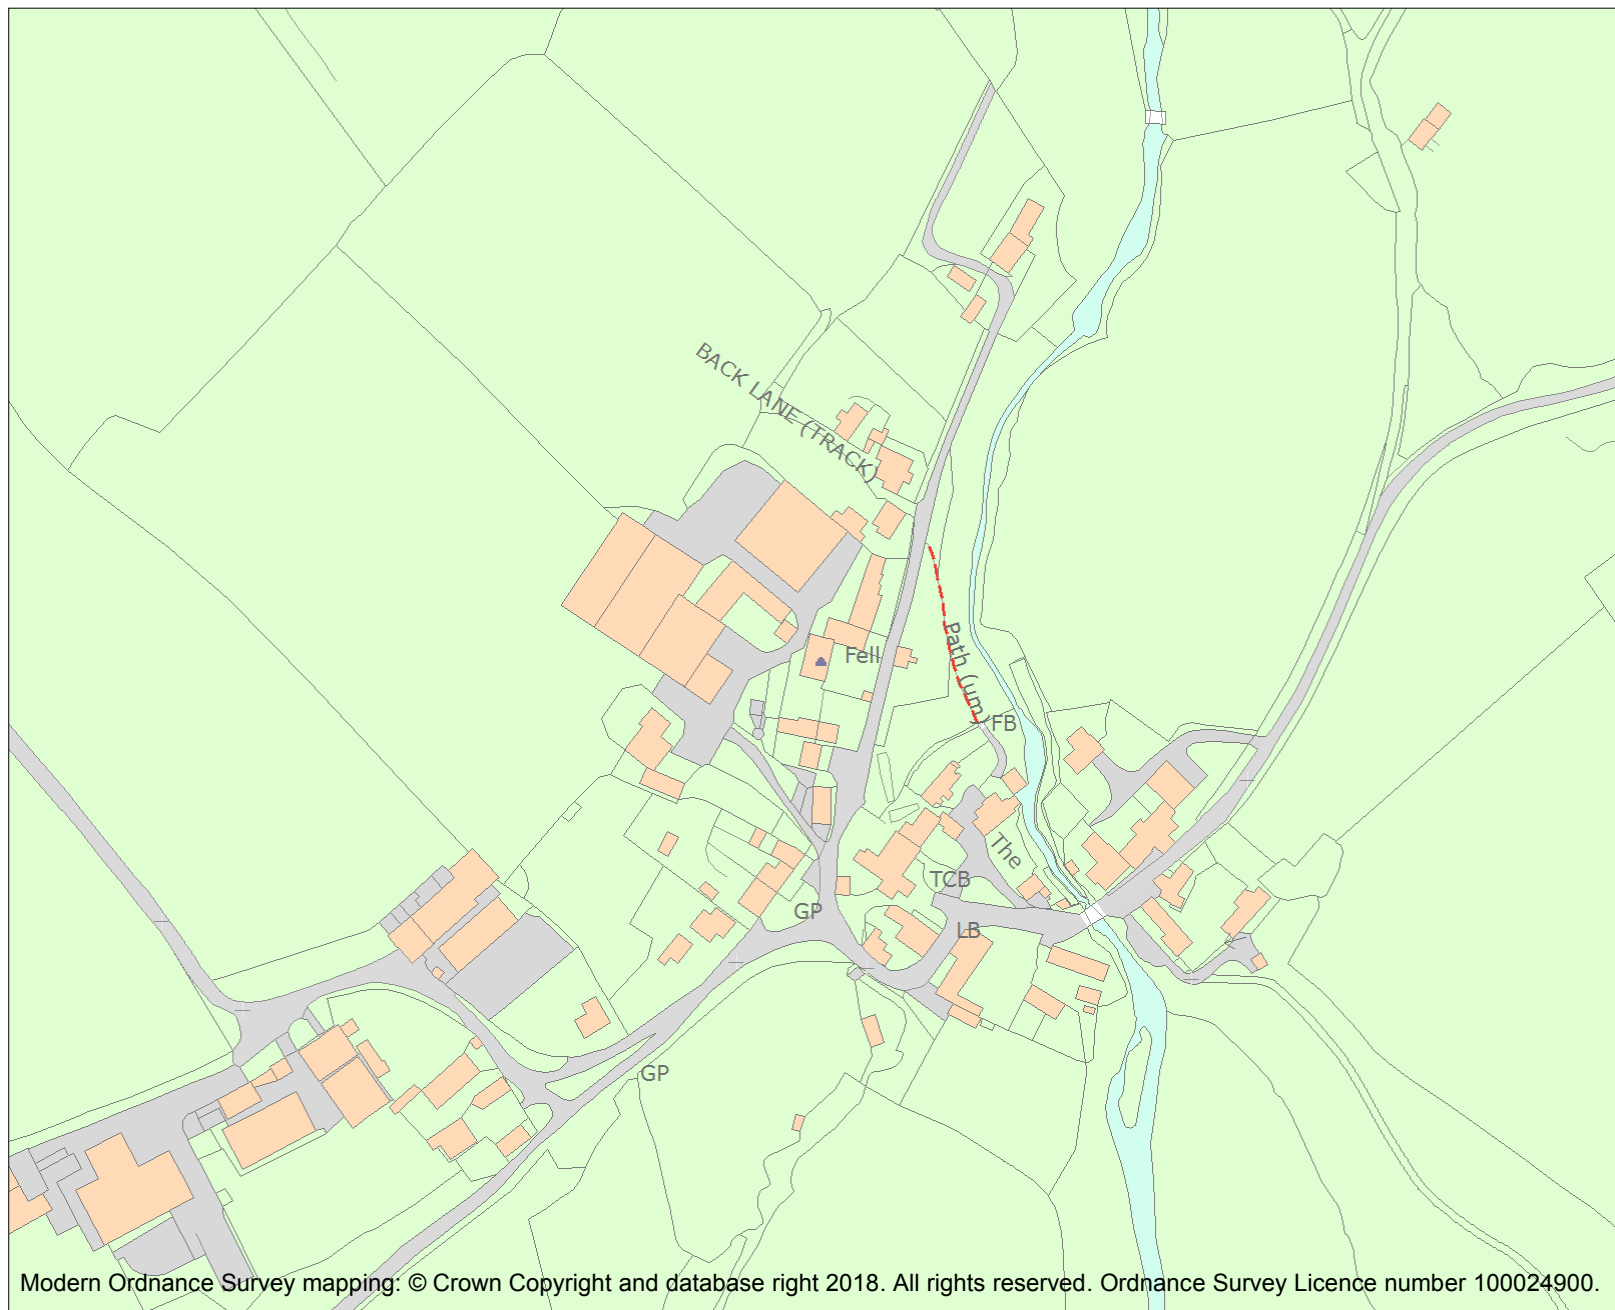 BACK LANE (TRACK)
Path (um)
Fell
FB
The
TCB
GP
LB
GP
Modern Ordnance Survey mapping: © Crown Copyright and database right 2018. All rights reserved. Ordnance Survey Licence number 100024900.